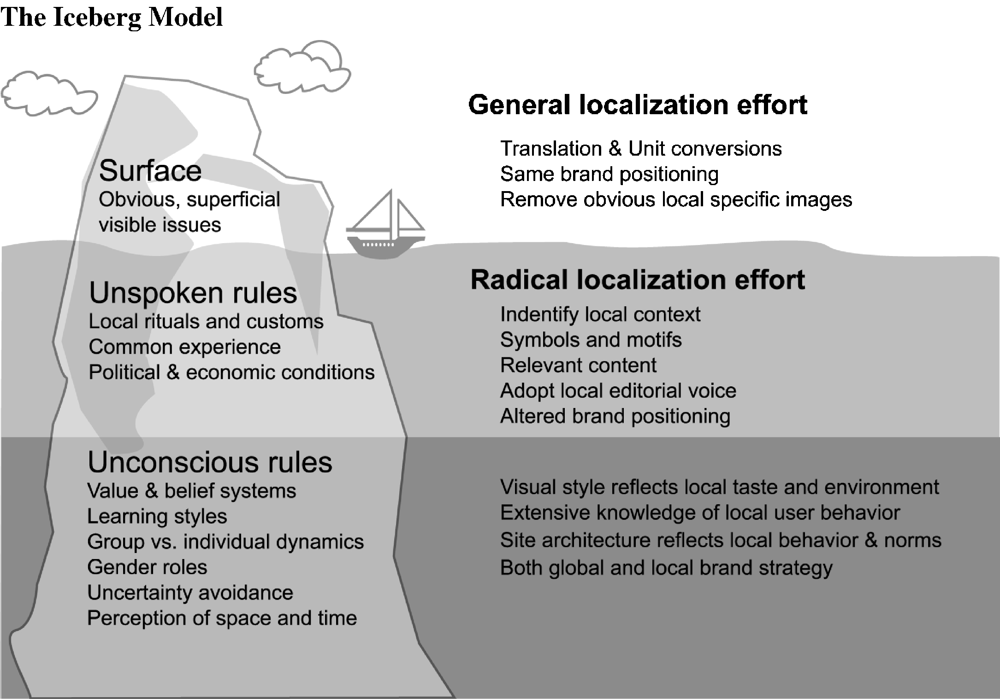 The Iceberg Model
Surface
Obvious, superficial
visible issues
General localization effort
Translation & Unit conversions
Same brand positioning
Remove obvious local specific images
Unspoken rules
Local rituals and customs
Common experience
Political & economic conditions
Radical localization effort
Indentify local context
Symbols and motifs
Relevant content
Adopt local editorial voice
Altered brand positioning
Unconscious rules
Value & belief systems
Learning styles
Group vs. individual dynamics
Gender roles
Uncertainty avoidance
Perception of space and time
Visual style reflects local taste and environment
Extensive knowledge of local user behavior
Site architecture reflects local behavior & norms
Both global and local brand strategy